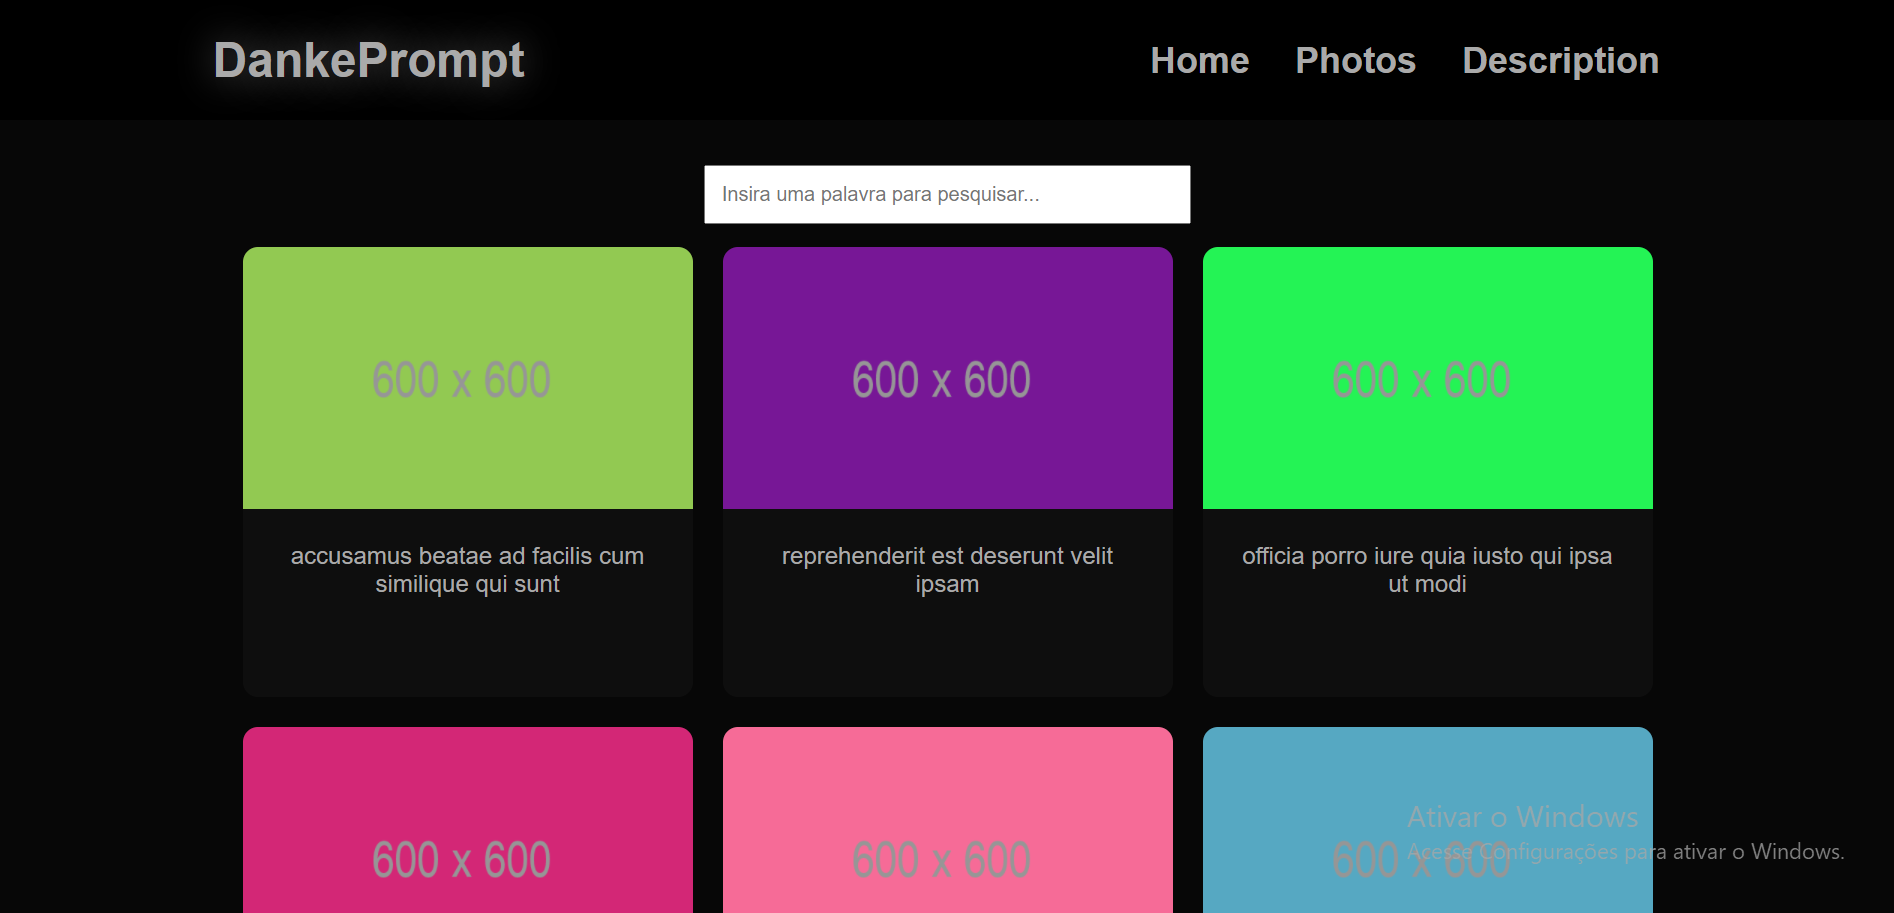 DankePrompt
Home Photos Description
Insira uma palavra para pesquisar...
600 x 600
600 x 600
600 x 600
accusamus beatae ad facilis cum
similique qui sunt
reprehenderit est deserunt velit
ipsam
officia porro iure quia iusto qui ipsa
ut modi
600 x 600
600 x 600
600 x 600
Ativar o Windows
Acesse Configurações para ativar o Windows.